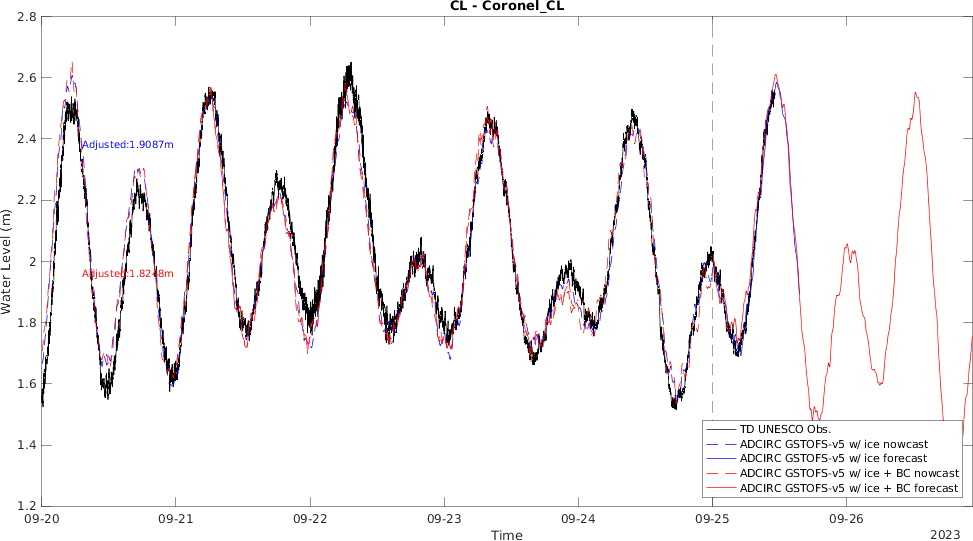 CL - Coronel_CL
2.8
2.6
2.4
2.2
2
1.8
1.6
1.4
1.2
Water Level (m)
Adjusted:1.9087m
Adjusted:1.8248m
TD UNESCO Obs.
ADCIRC GSTOFS-v5 w/ ice nowcast
ADCIRC GSTOFS-v5 w/ ice forecast
ADCIRC GSTOFS-v5 w/ ice + BC nowcast
ADCIRC GSTOFS-v5 w/ ice + BC forecast
09-20 09-21 09-22 09-23 09-24 09-25 09-26
Time
2023